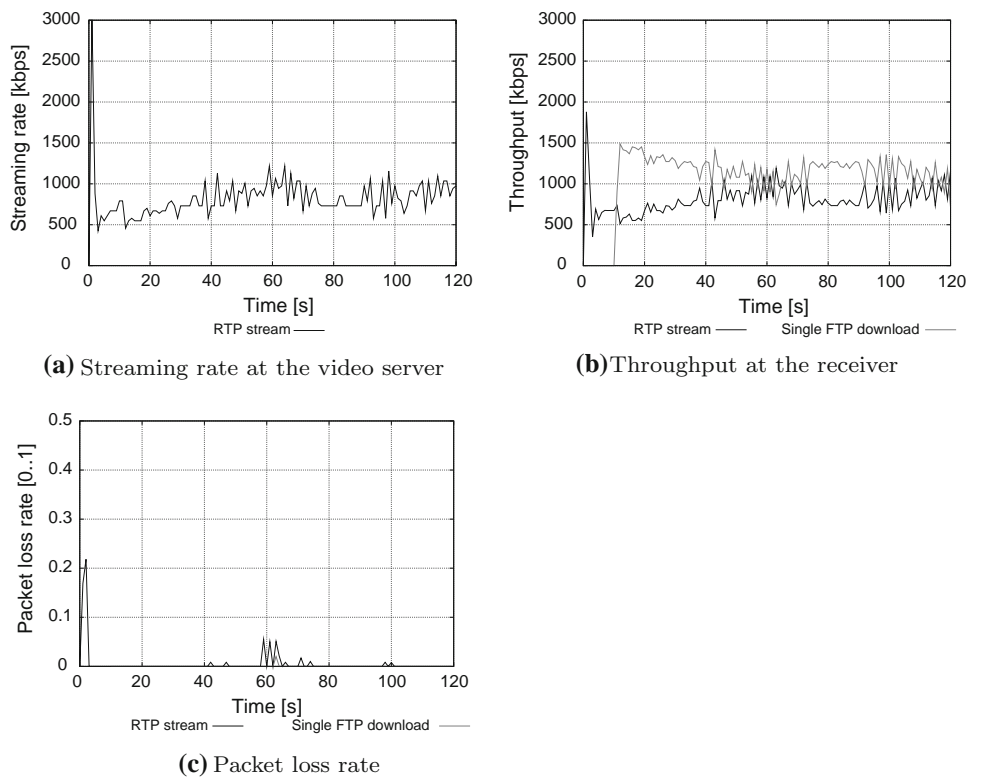 3000
2500
2000
1500
1000
500
0
Streaming rate [kbps]
0 20 40 60 80 100 120
Time [s]
RTP stream
(a) Streaming rate at the video server
3000
2500
2000
1500
1000
500
0
Throughput [kbps]
0 20 40 60 80 100 120
Time [s]
RTP stream Single FTP download
(b)Throughput at the receiver
0.5
0.4
0.3
0.2
0.1
0
Packet loss rate [0..1]
0 20 40 60 80 100 120
Time [s]
RTP stream Single FTP download
(c) Packet loss rate